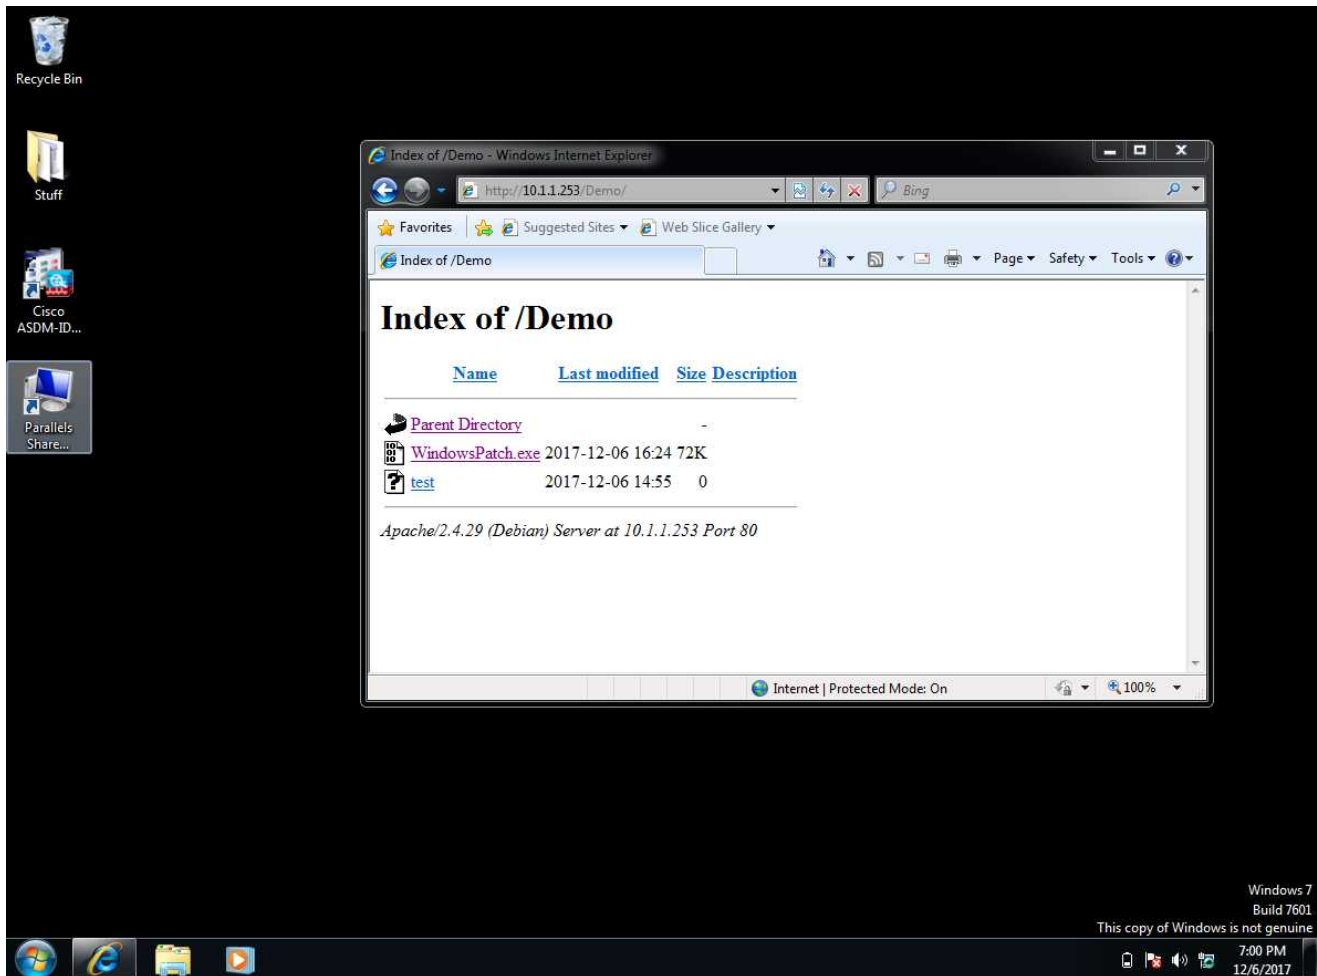 Recycle Bin
Stuff
Cisco
ASDM-ID...
Parallels
Share...
Index of /Demo - Windows Internet Explorer
http://10.1.1.253/Demo/
Bing
Favorites
Suggested Sites
Web Slice Gallery
Index of /Demo
Page
Safety
Tools
Index of /Demo
Name Last modified Size Description
Parent Directory -
WindowsPatch.exe 2017-12-06 16:24 72K
test 2017-12-06 14:55 0
Apache/2.4.29 (Debian) Server at 10.1.1.253 Port 80
Internet | Protected Mode: On
100%
Windows 7
Build 7601
This copy of Windows is not genuine
7:00 PM
12/6/2017